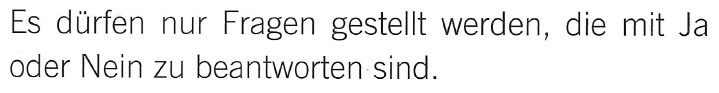 Es dürfen nur Fragen gestellt werden, die mit Ja
oder Nein zu beantworten sind.